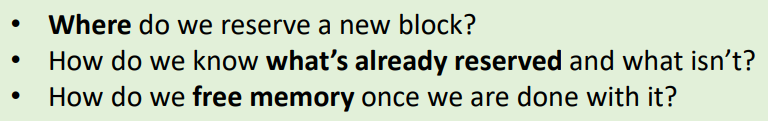 • Where do we reserve a new block?
• How do we know what's already reserved and what isn't?
• How do we free memory once we are done with it?